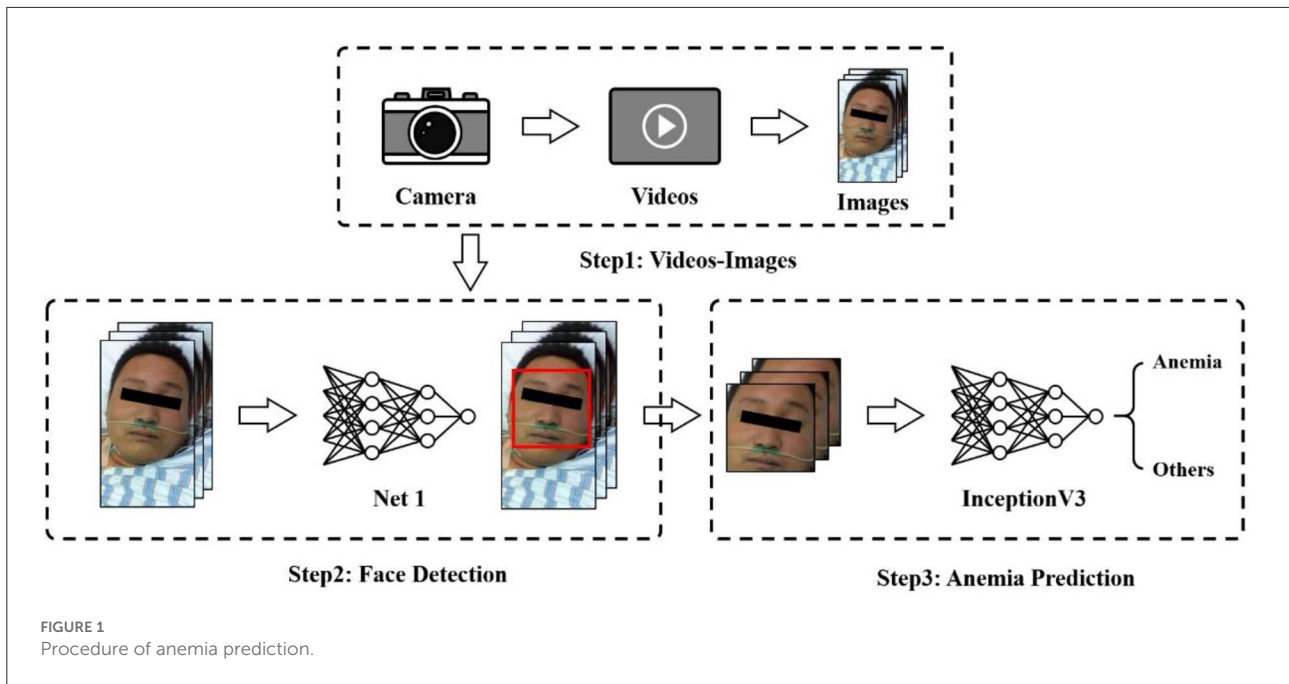 Camera
Videos
Images
Step1: Videos-Images
Net 1
Step2: Face Detection
InceptionV3
Anemia
Others
Step3: Anemia Prediction
FIGURE 1
Procedure of anemia prediction.